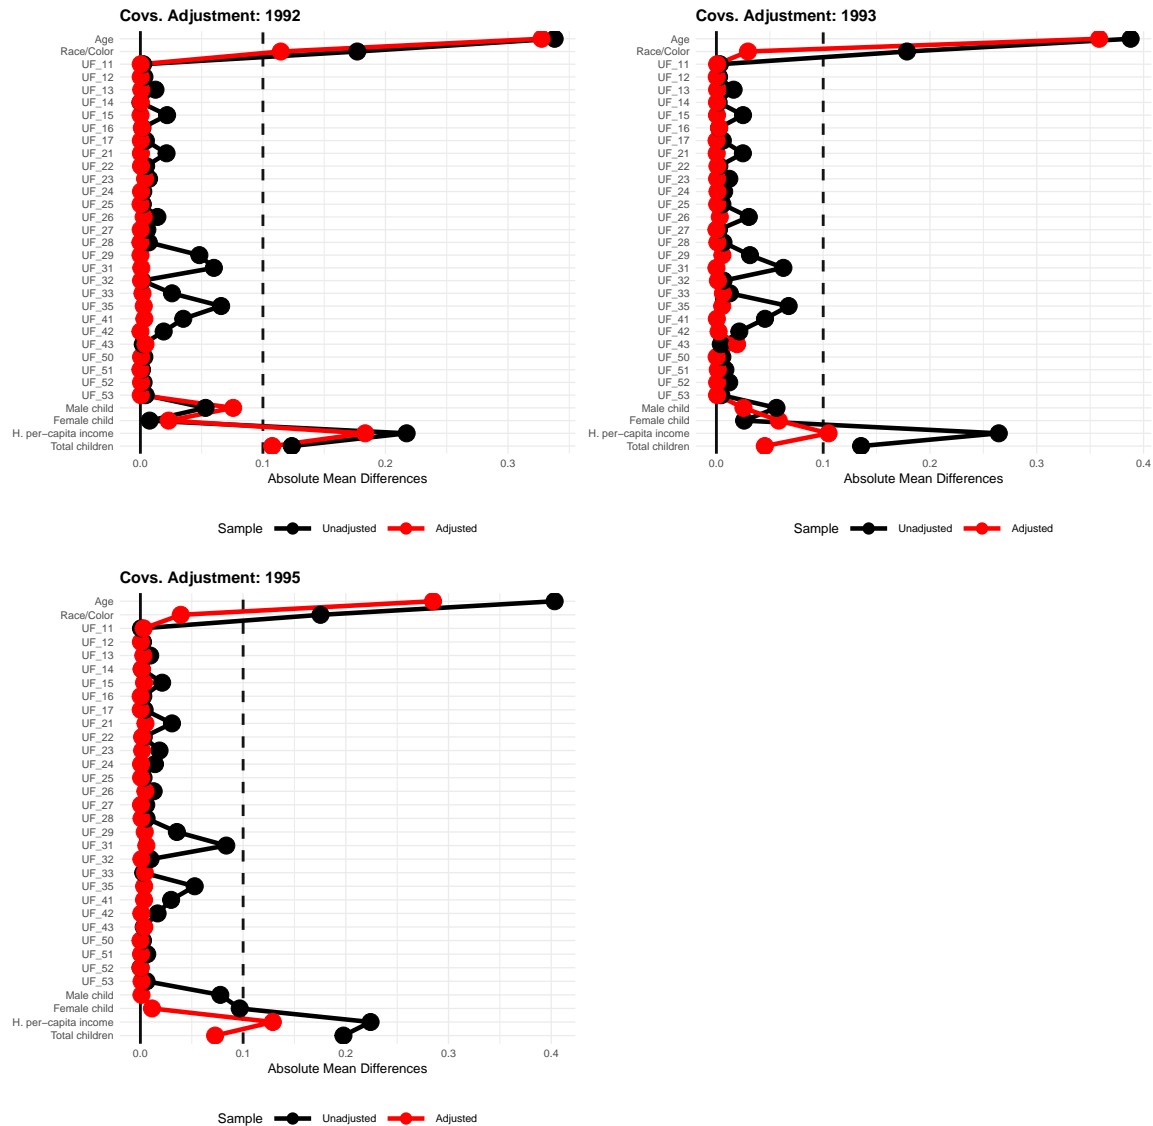 Covs. Adjustment: 1992
Age
Race/Color
UF_11
UF_12
UF_13
UF_14
UF_15
UF_16
UF_17
UF_21
UF_22
UF_23
UF_24
UF_25
UF_26
UF_27
UF_28
UF_29
UF_31
UF_32
UF_33
UF_35
UF_41
UF_42
UF_43
UF_50
UF_51
UF_52
UF_53
Male child
Female child
H. per−capita income
Total children
0.0 0.1 0.2 0.3
Absolute Mean Differences
Sample Unadjusted Adjusted
Covs. Adjustment: 1993
Age
Race/Color
UF_11
UF_12
UF_13
UF_14
UF_15
UF_16
UF_17
UF_21
UF_22
UF_23
UF_24
UF_25
UF_26
UF_27
UF_28
UF_29
UF_31
UF_32
UF_33
UF_35
UF_41
UF_42
UF_43
UF_50
UF_51
UF_52
UF_53
Male child
Female child
H. per−capita income
Total children
0.0 0.1 0.2 0.3 0.4
Absolute Mean Differences
Sample Unadjusted Adjusted
Covs. Adjustment: 1995
Age
Race/Color
UF_11
UF_12
UF_13
UF_14
UF_15
UF_16
UF_17
UF_21
UF_22
UF_23
UF_24
UF_25
UF_26
UF_27
UF_28
UF_29
UF_31
UF_32
UF_33
UF_35
UF_41
UF_42
UF_43
UF_50
UF_51
UF_52
UF_53
Male child
Female child
H. per−capita income
Total children
0.0 0.1 0.2 0.3 0.4
Absolute Mean Differences
Sample Unadjusted Adjusted